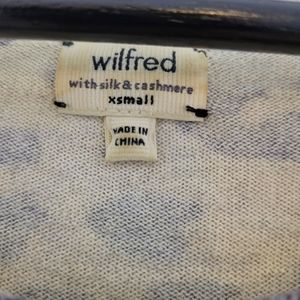 wilfred
with silk & cashmere
xsmall
MADE IN
CHINA